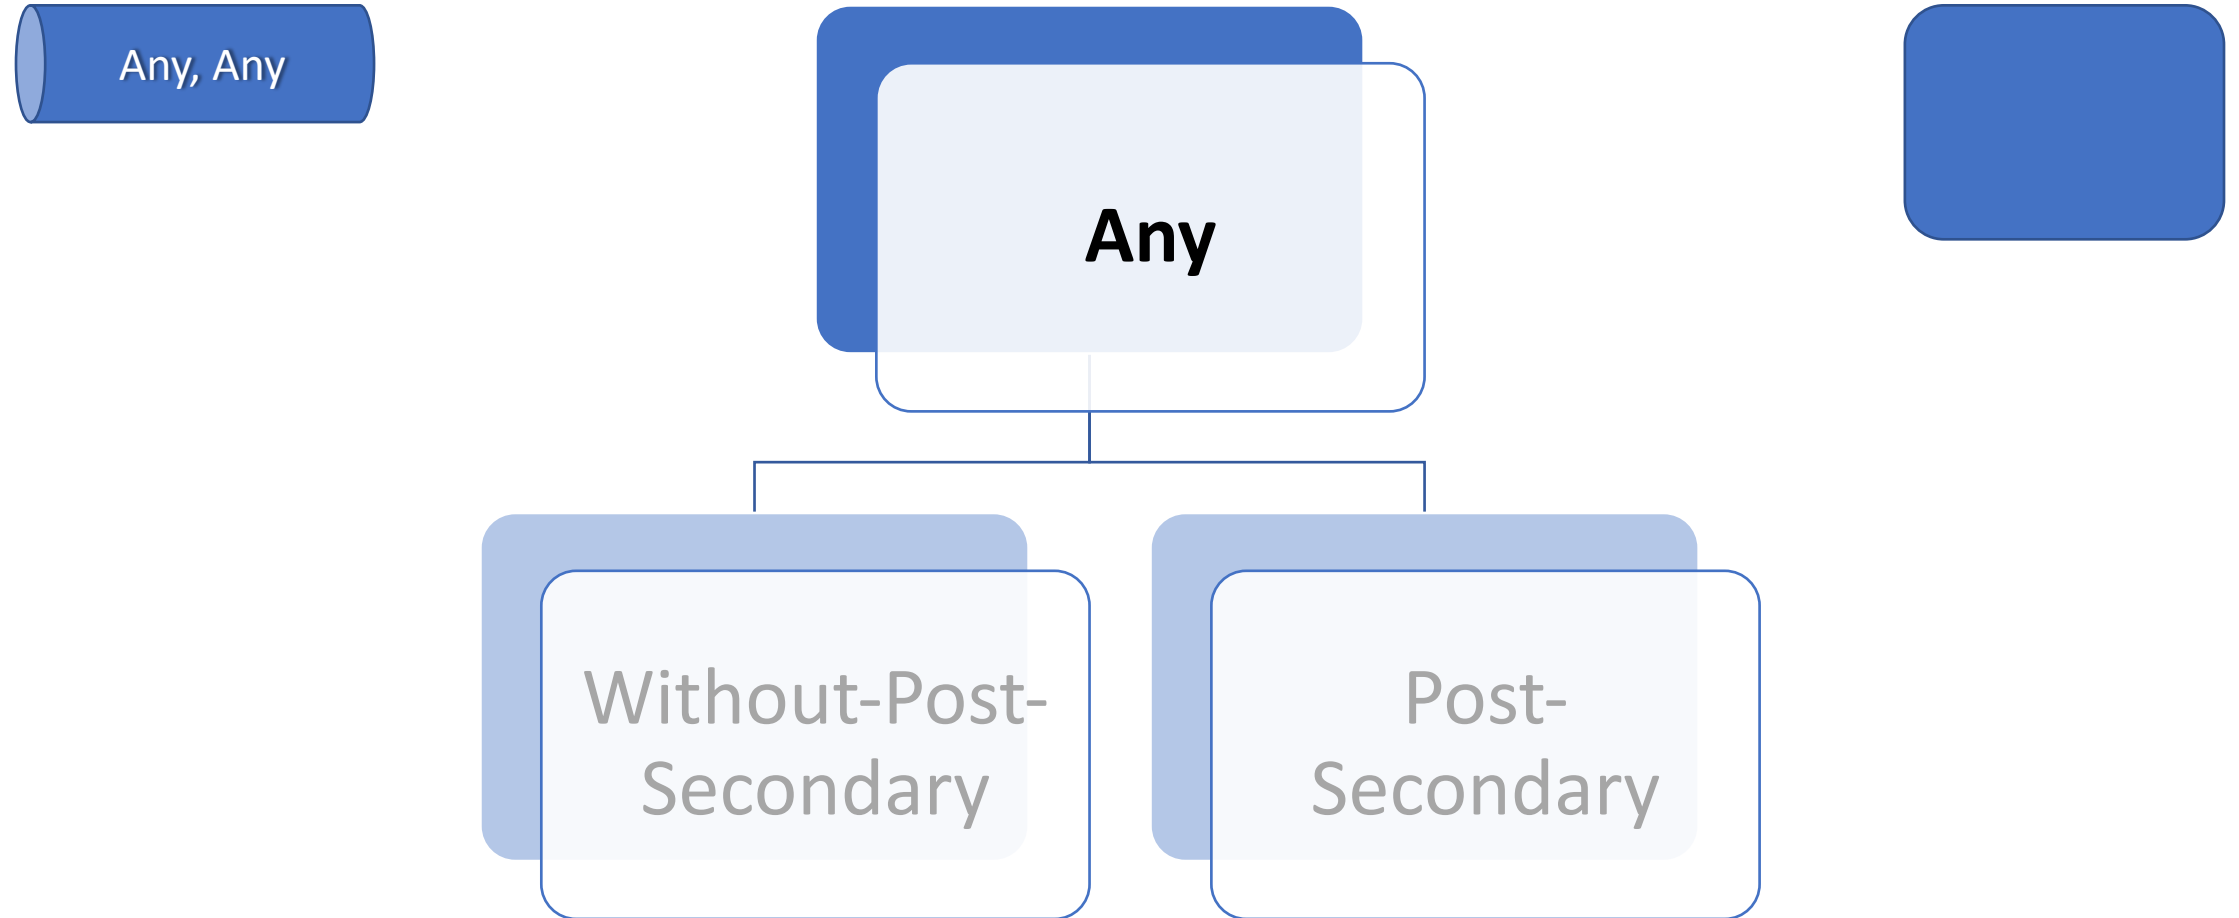 Any, Any
Any
Without-Post-
Secondary
Post-
Secondary